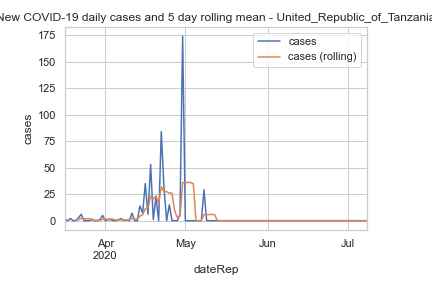 New COVID-19 daily cases and 5 day rolling mean - United_Republic_of_Tanzania
cases
cases (rolling)
175
150
125
100
75
50
25
0
cases
Apr
2020
May
Jun
Jul
dateRep